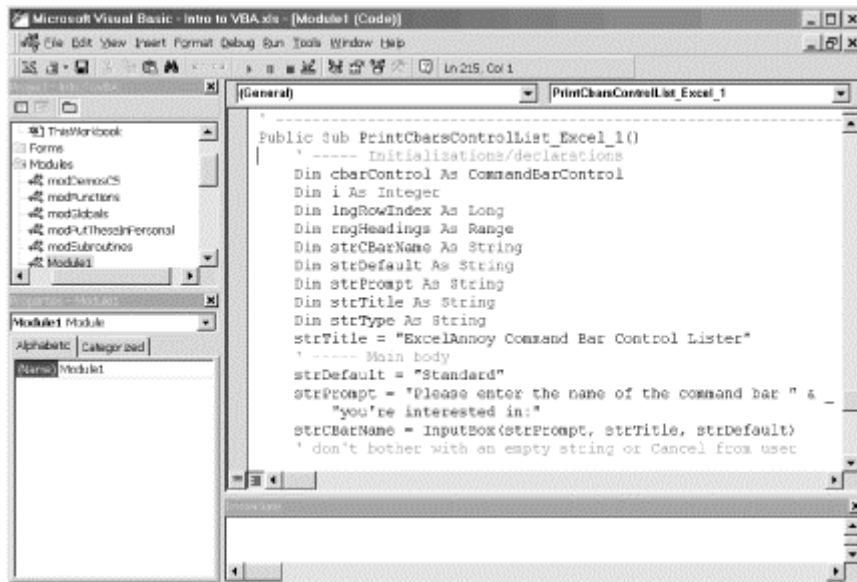 Microsoft Visual Basic - Intro to VBA.xls - [Module1 (Code)]
File Edit View Insert Format Debug Run Tools Window Help
Ln 215, Col 1
ThisWorkbook
Forms
Modules
modDemosCS
modFunctions
modGlobals
modPutTheseInPersonal
modSubroutines
Module1
Properties - Module1
Module1 Module
Alphabetic Categorized
(Name) Module1
(General) PrintCbarsControlList_Excel_1
' --------------------------------------------------------
Public Sub PrintCbarsControlList_Excel_1()
' ----- Initializations/declarations
Dim cbarControl As CommandBarControl
Dim i As Integer
Dim lngRowIndex As Long
Dim rngHeadings As Range
Dim strCBarName As String
Dim strDefault As String
Dim strPrompt As String
Dim strTitle As String
Dim strType As String
strTitle = "ExcelAnnoy Command Bar Control Lister"
' ----- Main body
strDefault = "Standard"
strPrompt = "Please enter the name of the command bar " & _
"you're interested in:"
strCBarName = InputBox(strPrompt, strTitle, strDefault)
' don't bother with an empty string or Cancel from user